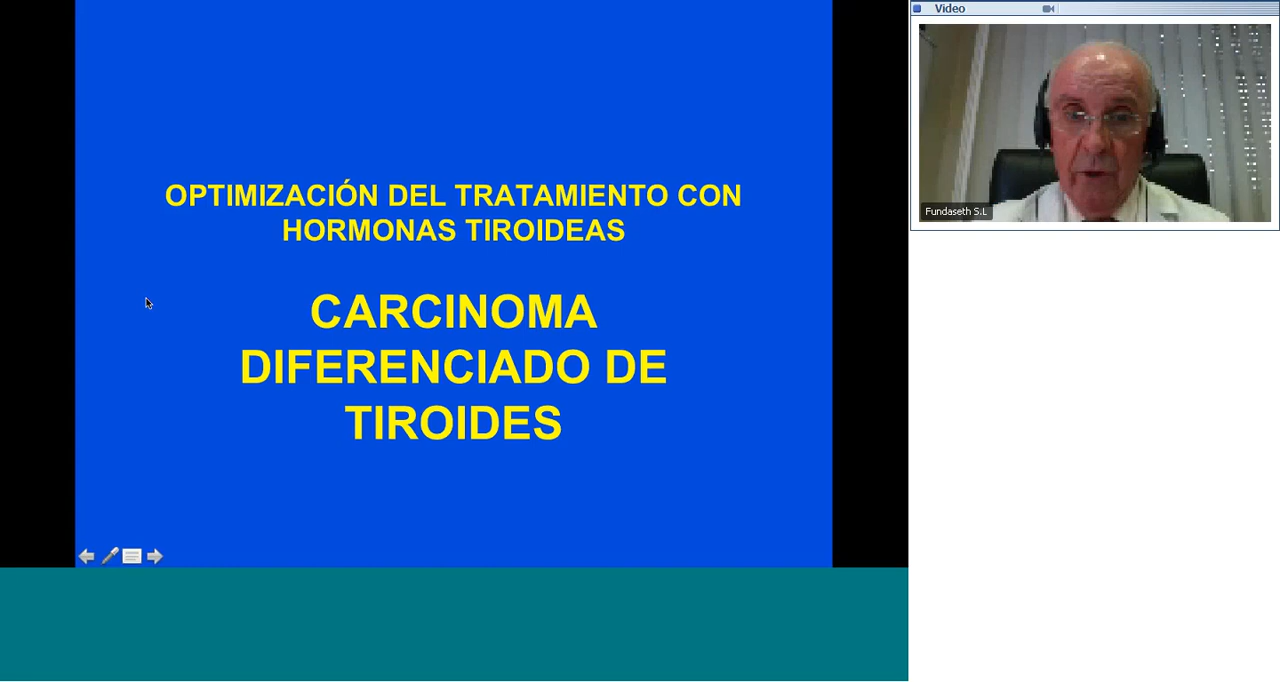 Video
OPTIMIZACIÓN DEL TRATAMIENTO CON
HORMONAS TIROIDEAS
CARCINOMA
DIFERENCIADO DE
TIROIDES
Fundaseth S.L